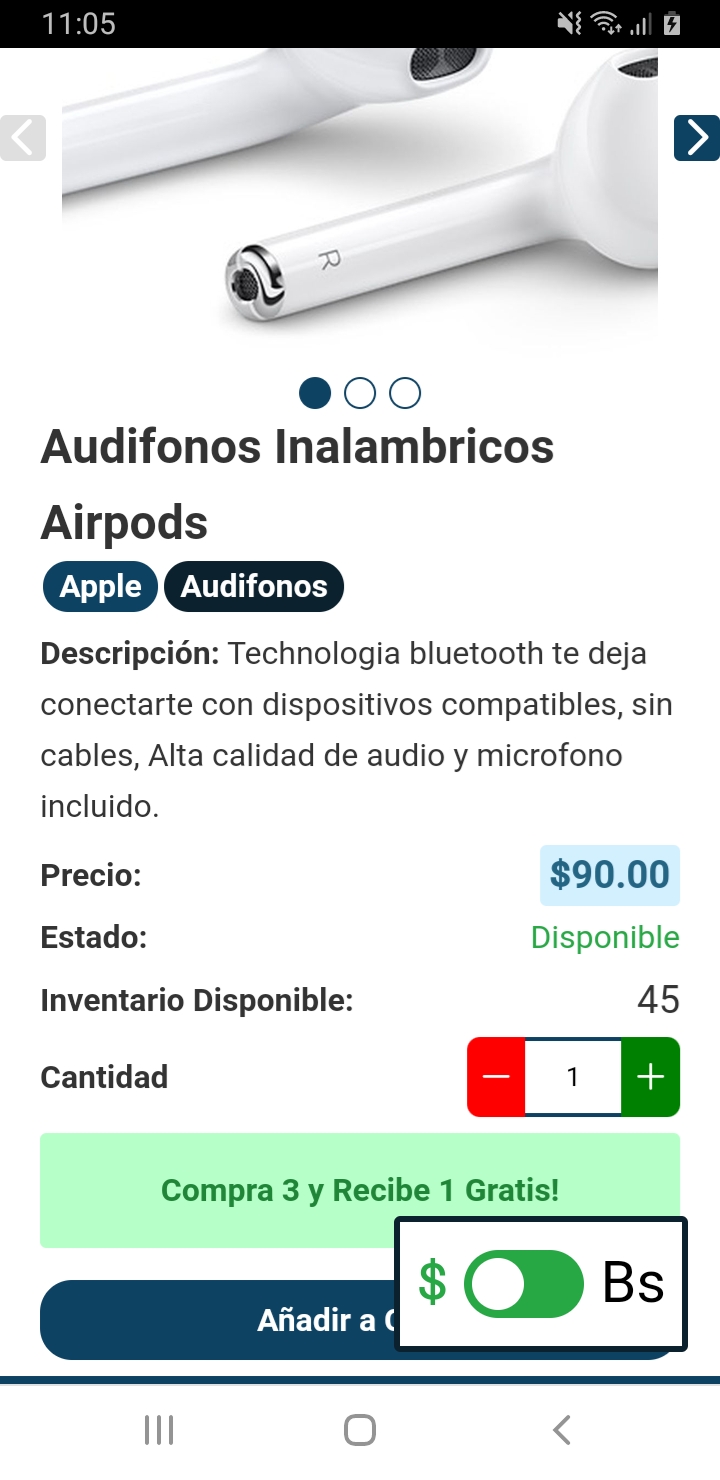 11:05
R
Audifonos Inalambricos
Airpods
Apple Audifonos
Descripción: Technologia bluetooth te deja
conectarte con dispositivos compatibles, sin
cables, Alta calidad de audio y microfono
incluido.
Precio: $90.00
Estado: Disponible
Inventario Disponible: 45
Cantidad − 1 +
Compra 3 y Recibe 1 Gratis!
$ Bs
Añadir a